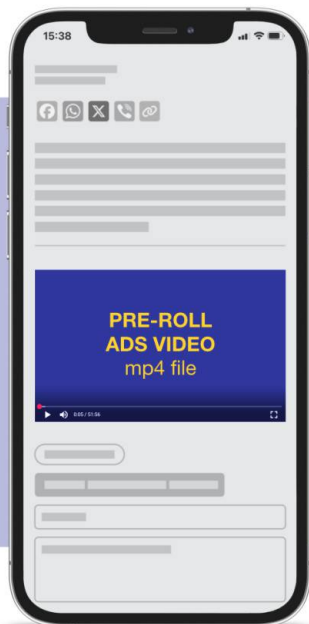 15:38
PRE-ROLL
ADS VIDEO
mp4 file
0:05 / 51:56